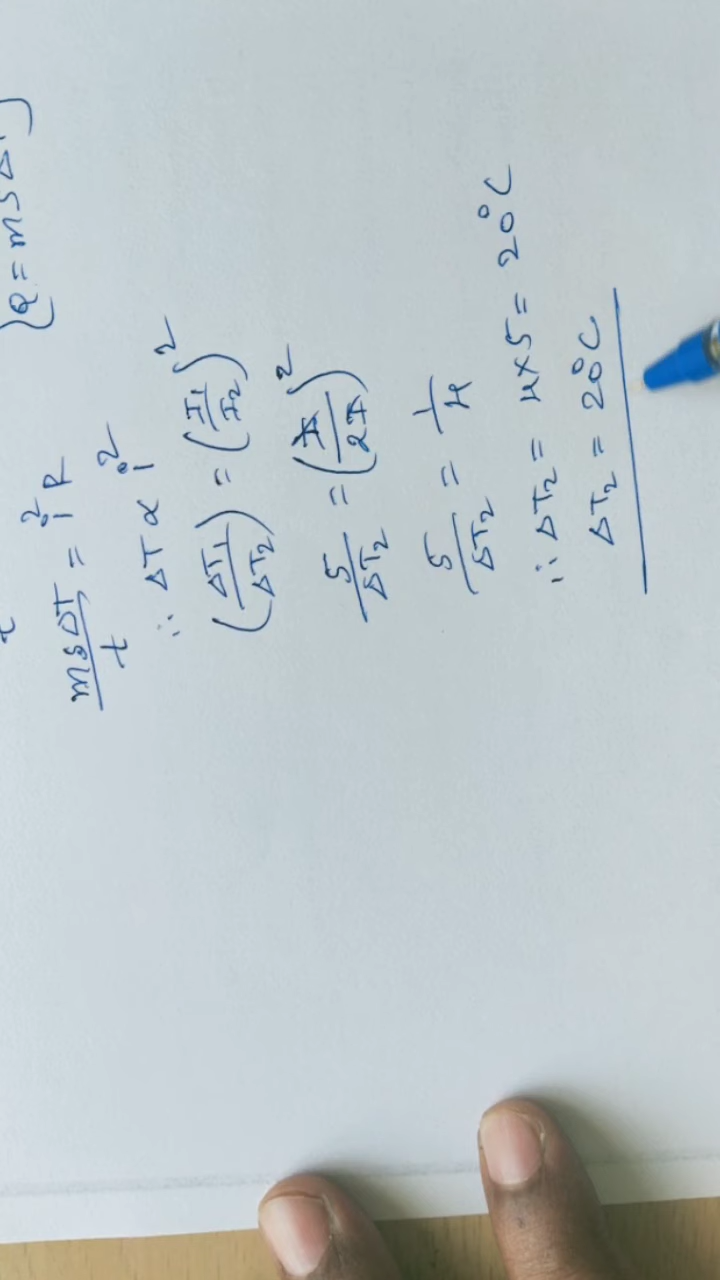 {Q = msΔT}
t
msΔT/t = i²R
∴ ΔT ∝ i²
(ΔT₁/ΔT₂) = (I₁/I₂)²
5/ΔT₂ = (I/2I)²
5/ΔT₂ = 1/4
∴ ΔT₂ = 4×5 = 20°C
ΔT₂ = 20°C